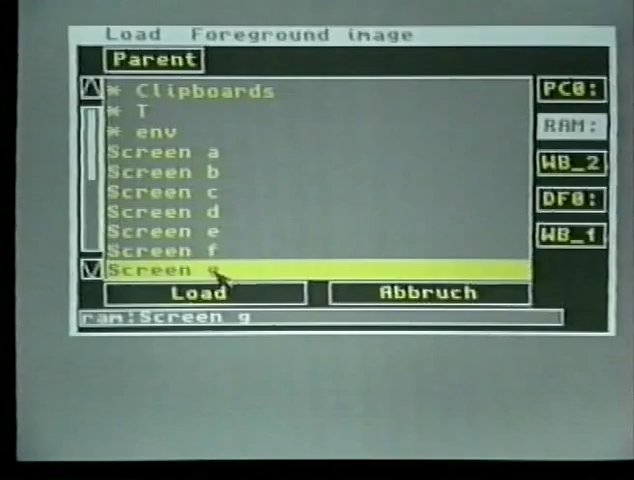 Load Foreground image
Parent
* Clipboards
* T
* env
Screen a
Screen b
Screen c
Screen d
Screen e
Screen f
Screen g
PC0:
RAM:
WB_2
DF0:
WB_1
Load
Abbruch
ram:Screen g